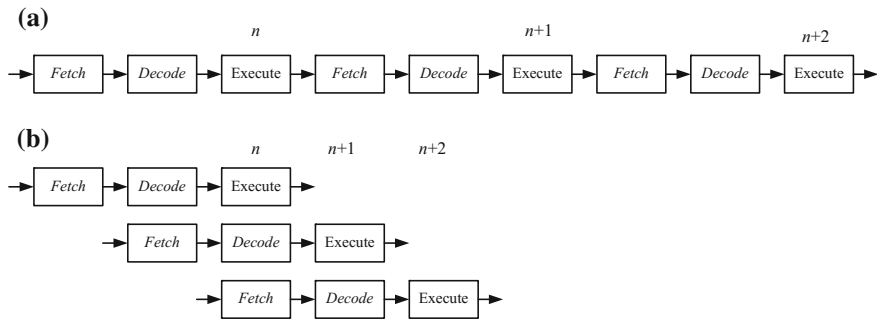 (a)
n n+1 n+2
Fetch Decode Execute Fetch Decode Execute Fetch Decode Execute
(b)
n n+1 n+2
Fetch Decode Execute
Fetch Decode Execute
Fetch Decode Execute